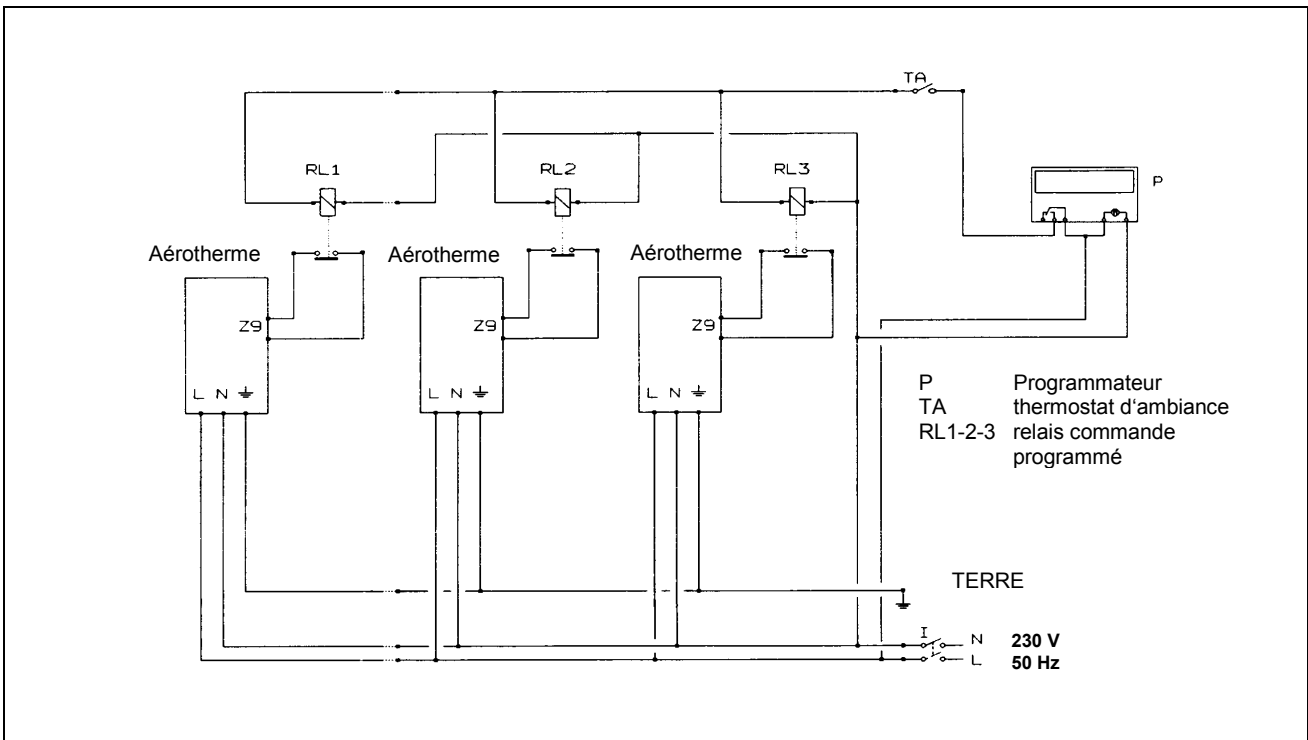 TA
RL1
RL2
RL3
P
Aérotherme
Aérotherme
Aérotherme
Z9
Z9
Z9
L N
L N
L N
P Programmateur
TA thermostat d‘ambiance
RL1-2-3 relais commande
programmé
TERRE
I N 230 V
L 50 Hz